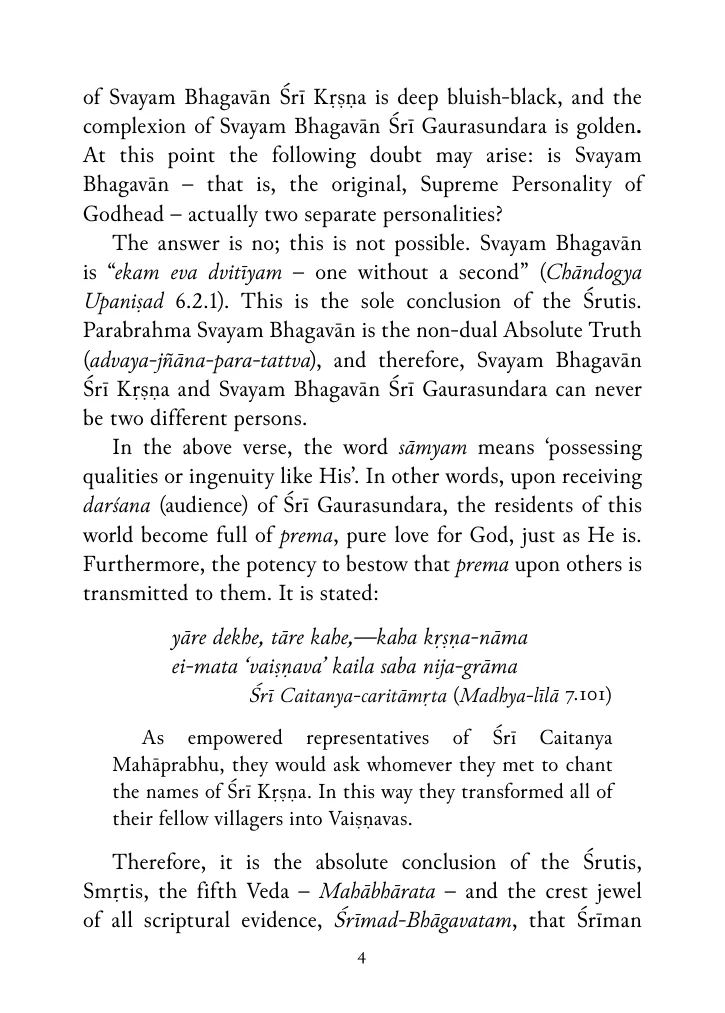 of Svayam Bhagavān Śrī Kṛṣṇa is deep bluish-black, and the
complexion of Svayam Bhagavān Śrī Gaurasundara is golden.
At this point the following doubt may arise: is Svayam
Bhagavān – that is, the original, Supreme Personality of
Godhead – actually two separate personalities?
The answer is no; this is not possible. Svayam Bhagavān
is “ekam eva dvitīyam – one without a second” (Chāndogya
Upaniṣad 6.2.1). This is the sole conclusion of the Śrutis.
Parabrahma Svayam Bhagavān is the non-dual Absolute Truth
(advaya-jñāna-para-tattva), and therefore, Svayam Bhagavān
Śrī Kṛṣṇa and Svayam Bhagavān Śrī Gaurasundara can never
be two different persons.
In the above verse, the word sāmyam means ‘possessing
qualities or ingenuity like His’. In other words, upon receiving
darśana (audience) of Śrī Gaurasundara, the residents of this
world become full of prema, pure love for God, just as He is.
Furthermore, the potency to bestow that prema upon others is
transmitted to them. It is stated:
yāre dekhe, tāre kahe,—kaha kṛṣṇa-nāma
ei-mata ‘vaiṣṇava’ kaila saba nija-grāma
Śrī Caitanya-caritāmṛta (Madhya-līlā 7.101)
As empowered representatives of Śrī Caitanya
Mahāprabhu, they would ask whomever they met to chant
the names of Śrī Kṛṣṇa. In this way they transformed all of
their fellow villagers into Vaiṣṇavas.
Therefore, it is the absolute conclusion of the Śrutis,
Smṛtis, the fifth Veda – Mahābhārata – and the crest jewel
of all scriptural evidence, Śrīmad-Bhāgavatam, that Śrīman
4